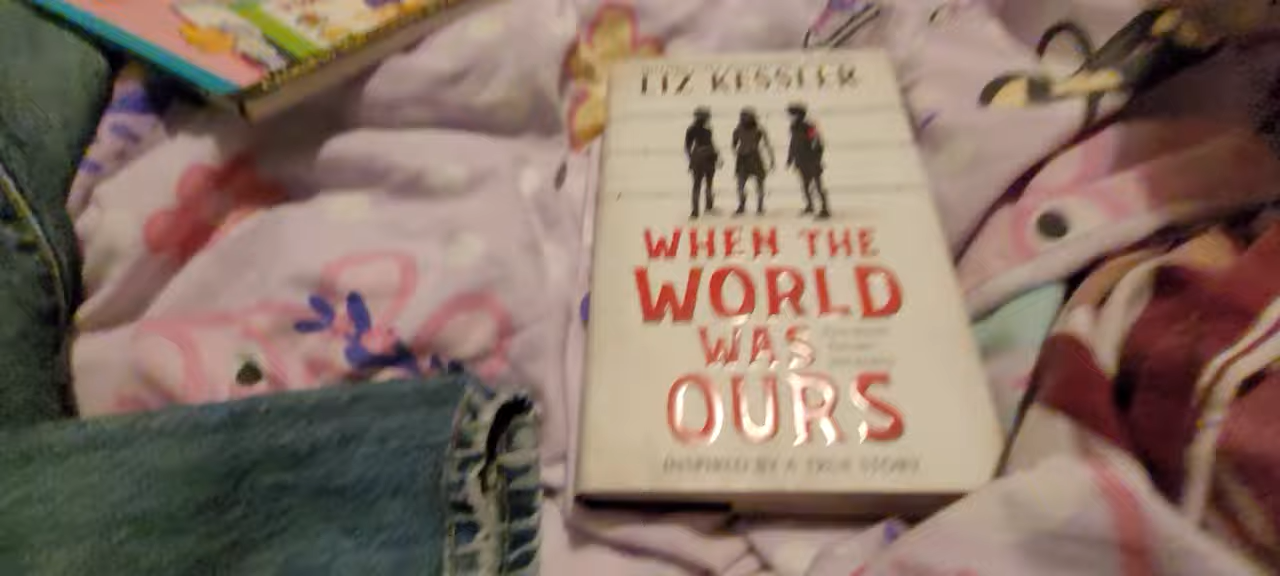 LIZ KESSLER
WHEN THE
WORLD
WAS
OURS
INSPIRED BY A TRUE STORY